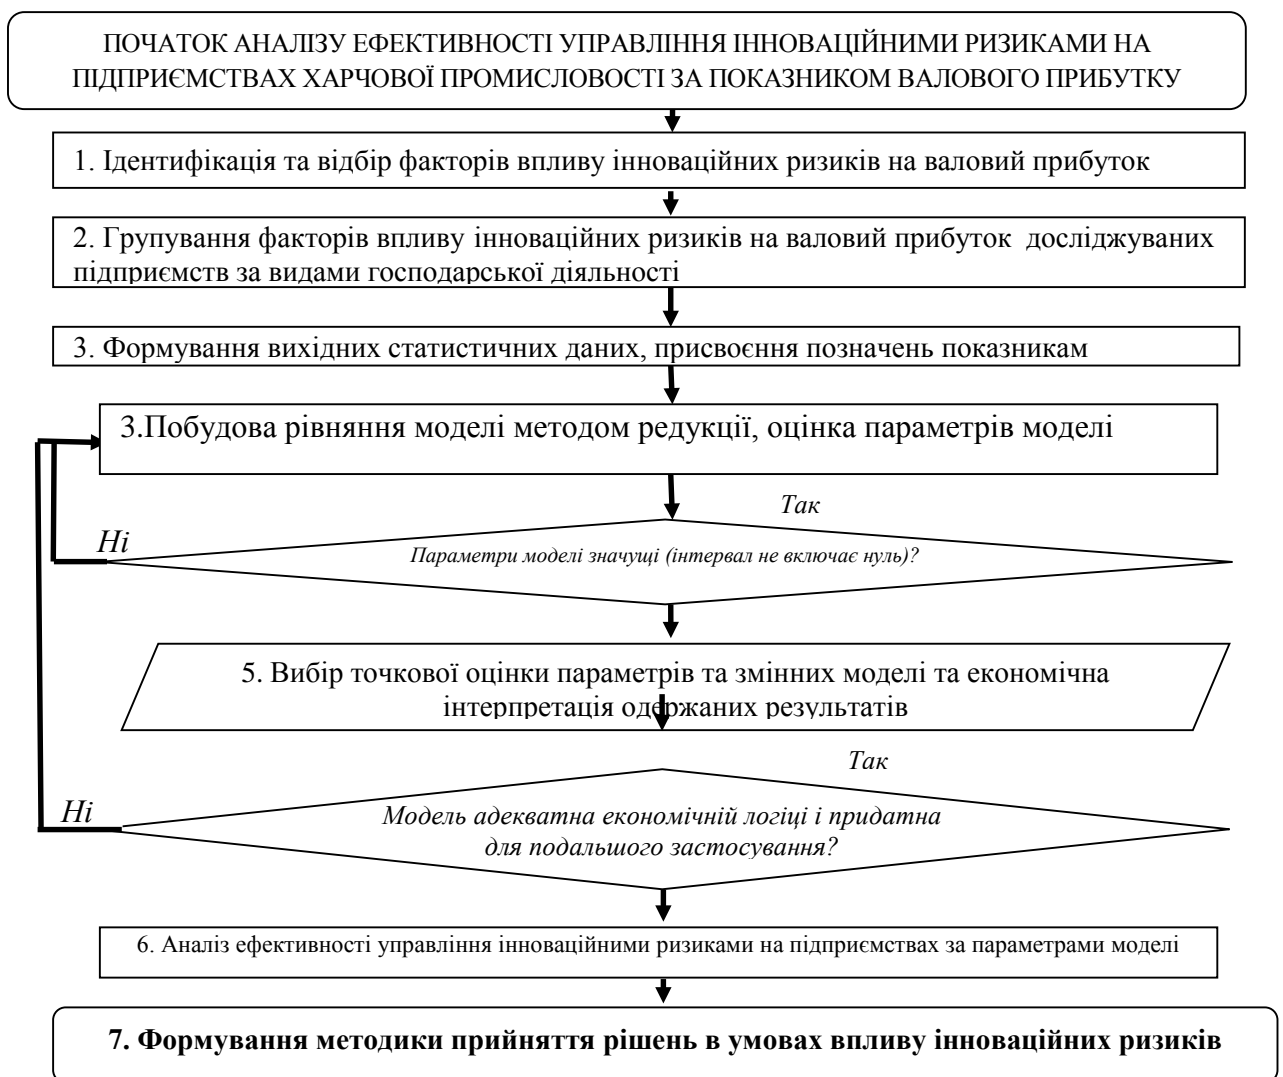 ПОЧАТОК АНАЛІЗУ ЕФЕКТИВНОСТІ УПРАВЛІННЯ ІННОВАЦІЙНИМИ РИЗИКАМИ НА
ПІДПРИЄМСТВАХ ХАРЧОВОЇ ПРОМИСЛОВОСТІ ЗА ПОКАЗНИКОМ ВАЛОВОГО ПРИБУТКУ
1. Ідентифікація та відбір факторів впливу інноваційних ризиків на валовий прибуток
2. Групування факторів впливу інноваційних ризиків на валовий прибуток досліджуваних
підприємств за видами господарської діяльності
3. Формування вихідних статистичних даних, присвоєння позначень показникам
3.Побудова рівняння моделі методом редукції, оцінка параметрів моделі
Так
Ні
Параметри моделі значущі (інтервал не включає нуль)?
5. Вибір точкової оцінки параметрів та змінних моделі та економічна
інтерпретація одержаних результатів
Так
Ні
Модель адекватна економічній логіці і придатна
для подальшого застосування?
6. Аналіз ефективності управління інноваційними ризиками на підприємствах за параметрами моделі
7. Формування методики прийняття рішень в умовах впливу інноваційних ризиків